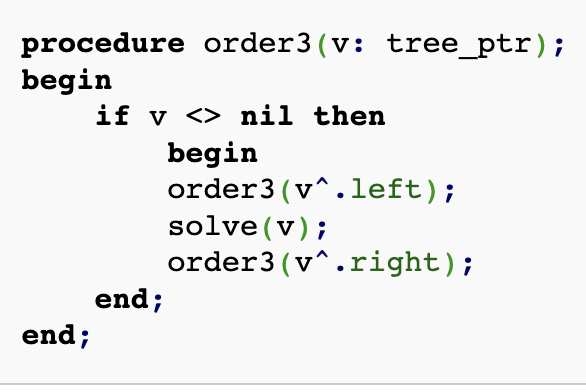 procedure order3(v: tree_ptr);
begin
    if v <> nil then
        begin
        order3(v^.left);
        solve(v);
        order3(v^.right);
    end;
end;